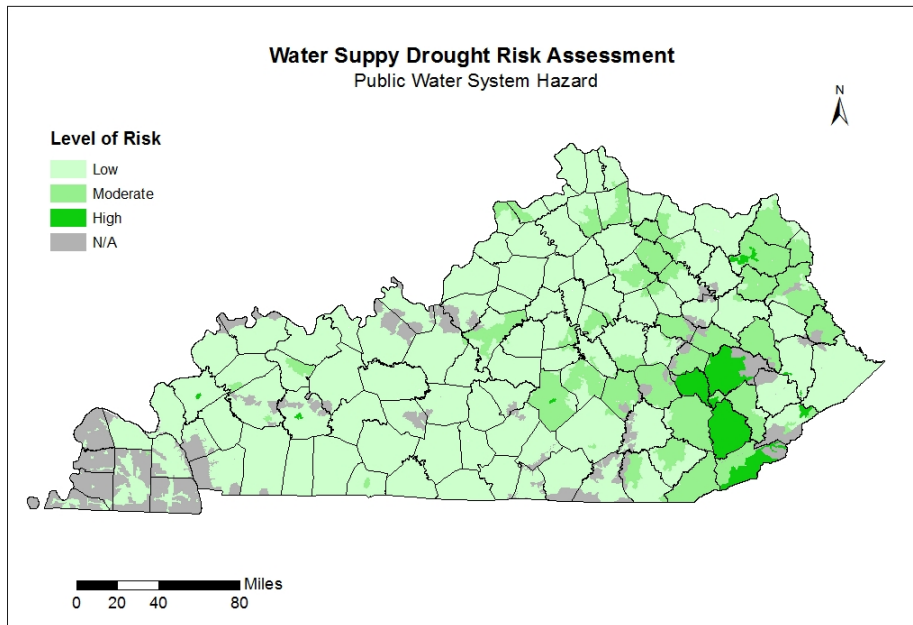 Water Suppy Drought Risk Assessment
Public Water System Hazard
N
Level of Risk
Low
Moderate
High
N/A
Miles
0 20 40 80